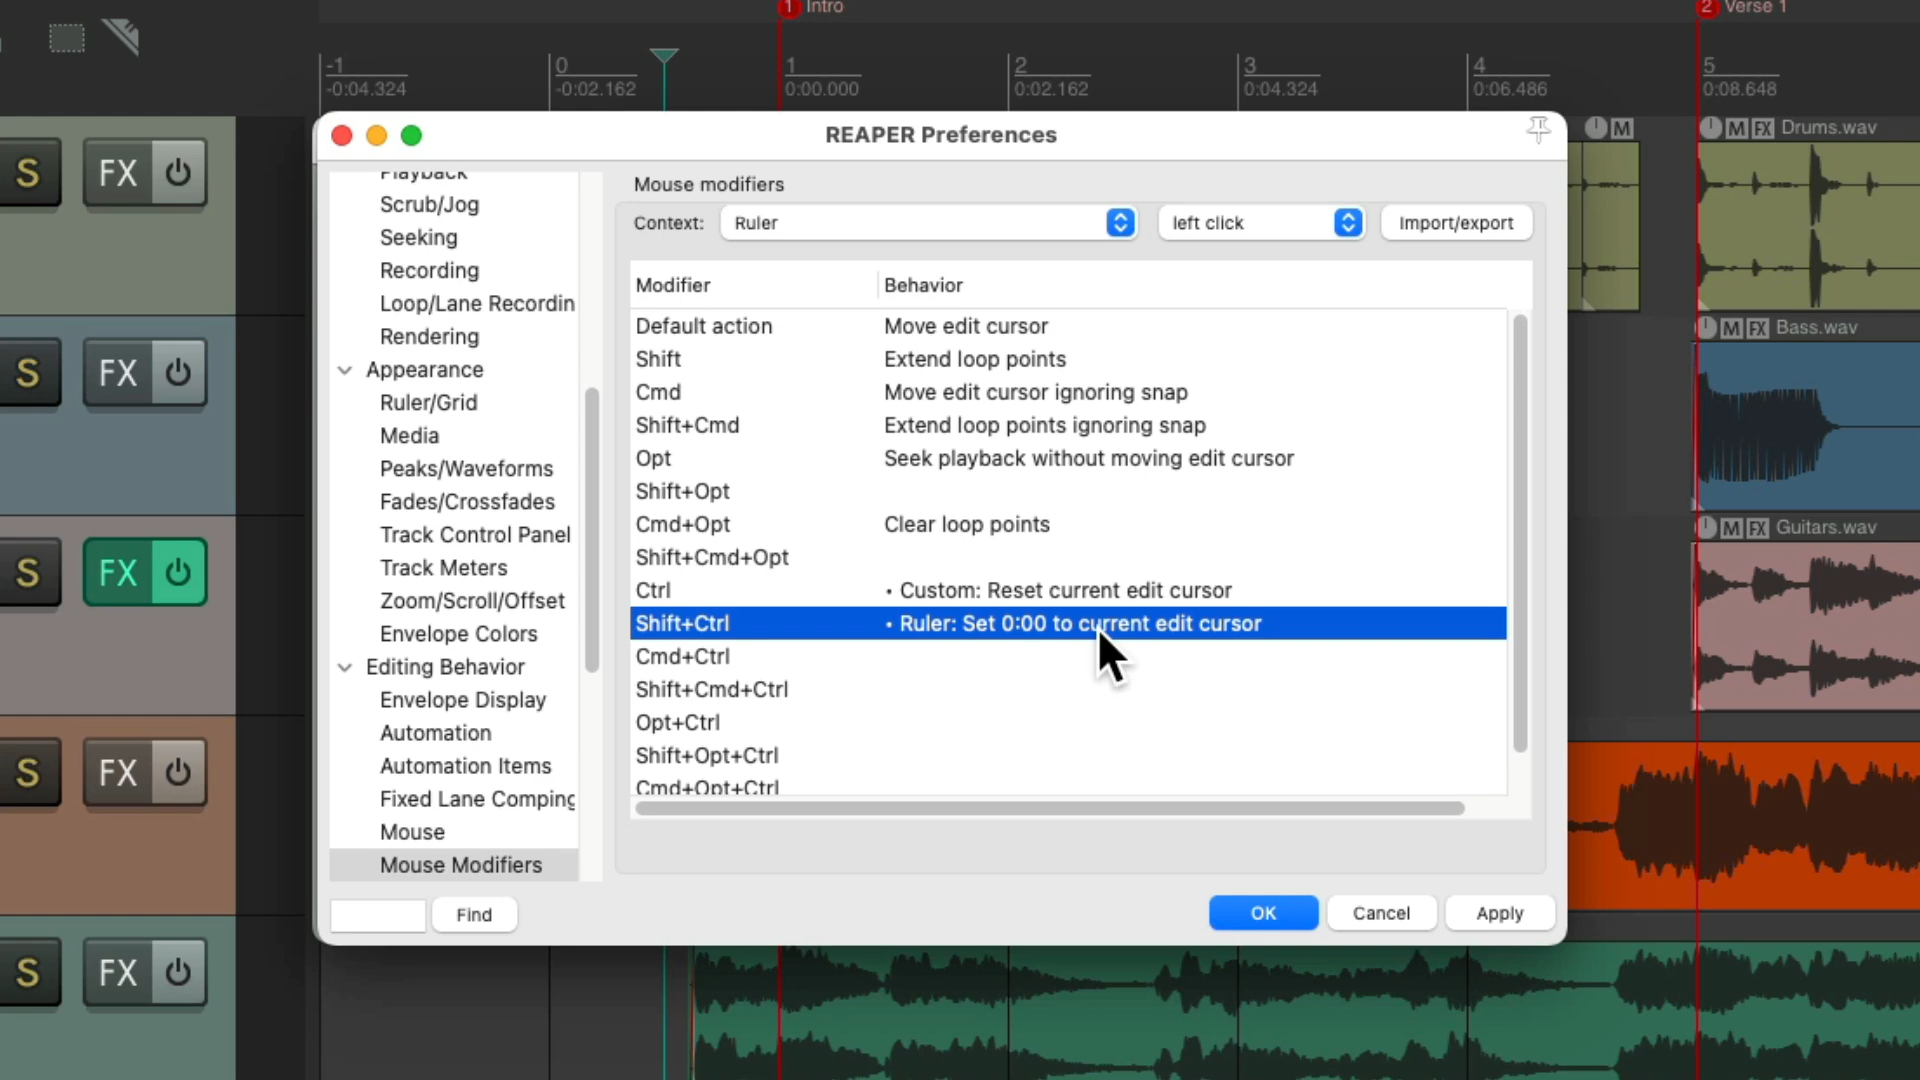 1 Intro
2 Verse 1
-1
-0:04.324
0
-0:02.162
1
0:00.000
2
0:02.162
3
0:04.324
4
0:06.486
5
0:08.648
REAPER Preferences
M
M FX Drums.wav
M FX Bass.wav
M FX Guitars.wav
S FX
S FX
S FX
S FX
S FX
Playback
Scrub/Jog
Seeking
Recording
Loop/Lane Recordin
Rendering
Appearance
Ruler/Grid
Media
Peaks/Waveforms
Fades/Crossfades
Track Control Panel
Track Meters
Zoom/Scroll/Offset
Envelope Colors
Editing Behavior
Envelope Display
Automation
Automation Items
Fixed Lane Comping
Mouse
Mouse Modifiers
Find
Mouse modifiers
Context: Ruler left click Import/export
Modifier Behavior
Default action Move edit cursor
Shift Extend loop points
Cmd Move edit cursor ignoring snap
Shift+Cmd Extend loop points ignoring snap
Opt Seek playback without moving edit cursor
Shift+Opt
Cmd+Opt Clear loop points
Shift+Cmd+Opt
Ctrl • Custom: Reset current edit cursor
Shift+Ctrl • Ruler: Set 0:00 to current edit cursor
Cmd+Ctrl
Shift+Cmd+Ctrl
Opt+Ctrl
Shift+Opt+Ctrl
Cmd+Opt+Ctrl
OK Cancel Apply